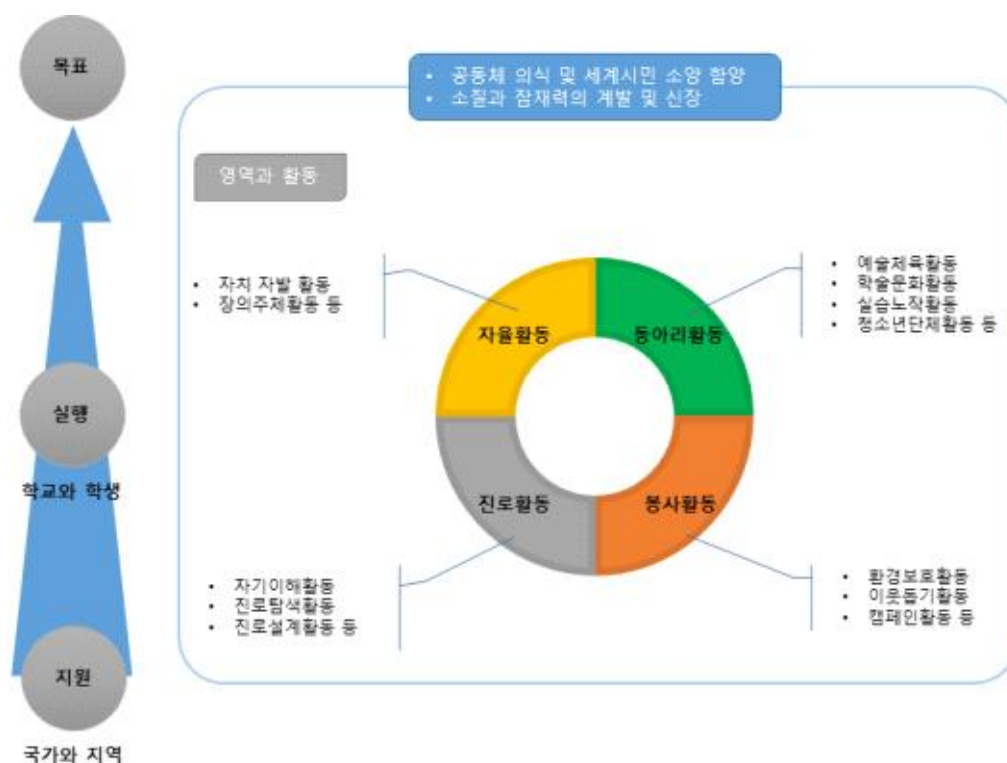 목표
• 공동체 의식 및 세계시민 소양 함양
• 소질과 잠재력의 계발 및 신장
영역과 활동
• 자치 자발 활동
• 창의주제활동 등
• 예술체육활동
• 학술문화활동
• 실습노작활동
• 청소년단체활동 등
자율활동
동아리활동
실행
학교와 학생
진로활동
봉사활동
• 자기이해활동
• 진로탐색활동
• 진로설계활동 등
• 환경보호활동
• 이웃돕기활동
• 캠페인활동 등
지원
국가와 지역